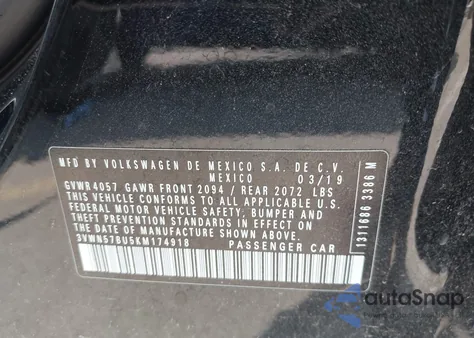 MFD BY VOLKSWAGEN DE MEXICO S.A. DE C.V.
MEXICO 03/19
GVWR 4057 GAWR FRONT 2094 / REAR 2072 LBS
THIS VEHICLE CONFORMS TO ALL APPLICABLE
FEDERAL MOTOR VEHICLE SAFETY, BUMPER AND
THEFT PREVENTION STANDARDS IN EFFECT ON
THE DATE OF MANUFACTURE SHOWN ABOVE.
3VWN57BU5KM174918 PASSENGER CAR
1311686 3386 M
autoSnap